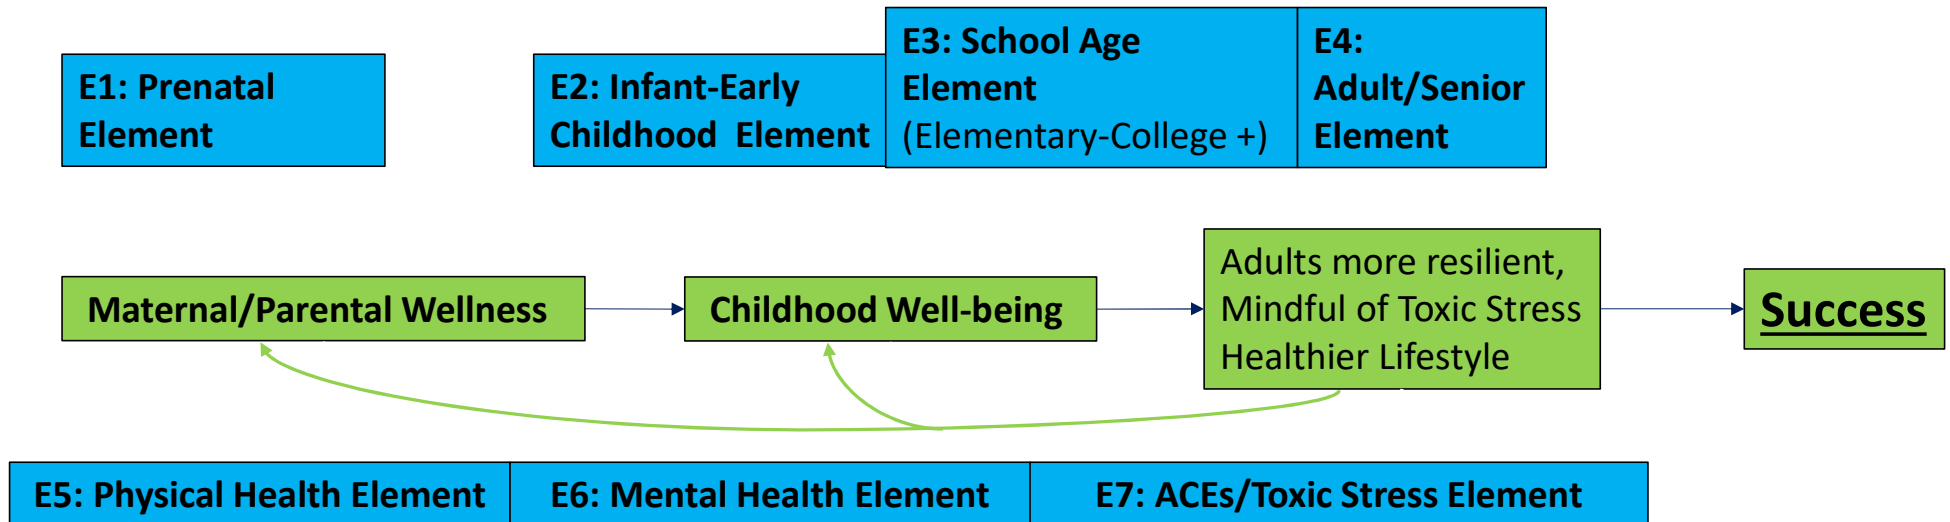 E1: Prenatal
Element
E2: Infant-Early
Childhood  Element
E3: School Age
Element
(Elementary-College +)
E4:
Adult/Senior
Element
Maternal/Parental Wellness
Childhood Well-being
Adults more resilient,
Mindful of Toxic Stress
Healthier Lifestyle
Success
E5: Physical Health Element
E6: Mental Health Element
E7: ACEs/Toxic Stress Element